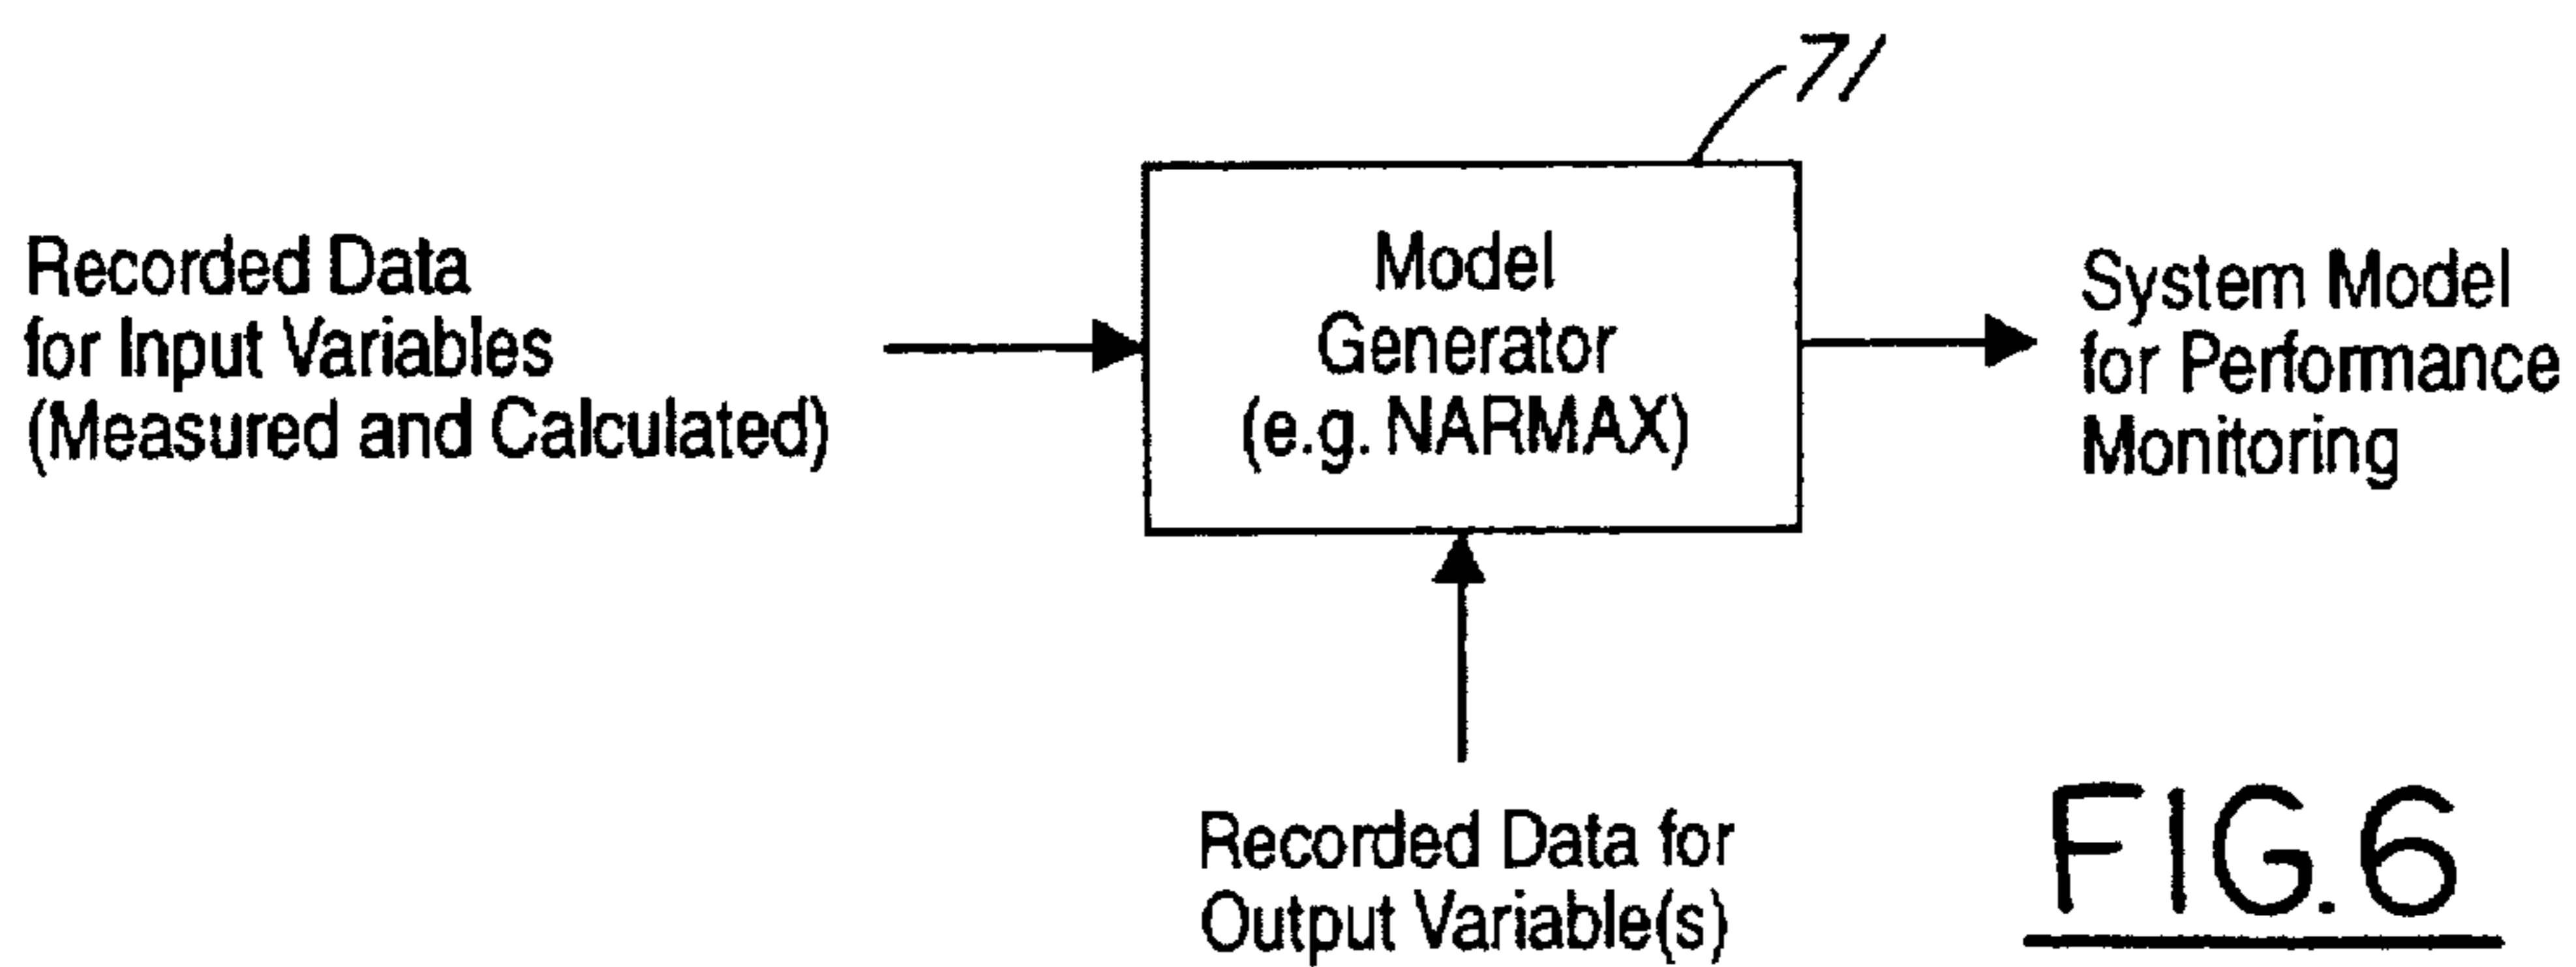 71
Recorded Data
for Input Variables
(Measured and Calculated)
Model
Generator
(e.g. NARMAX)
System Model
for Performance
Monitoring
Recorded Data for
Output Variable(s)
FIG.6